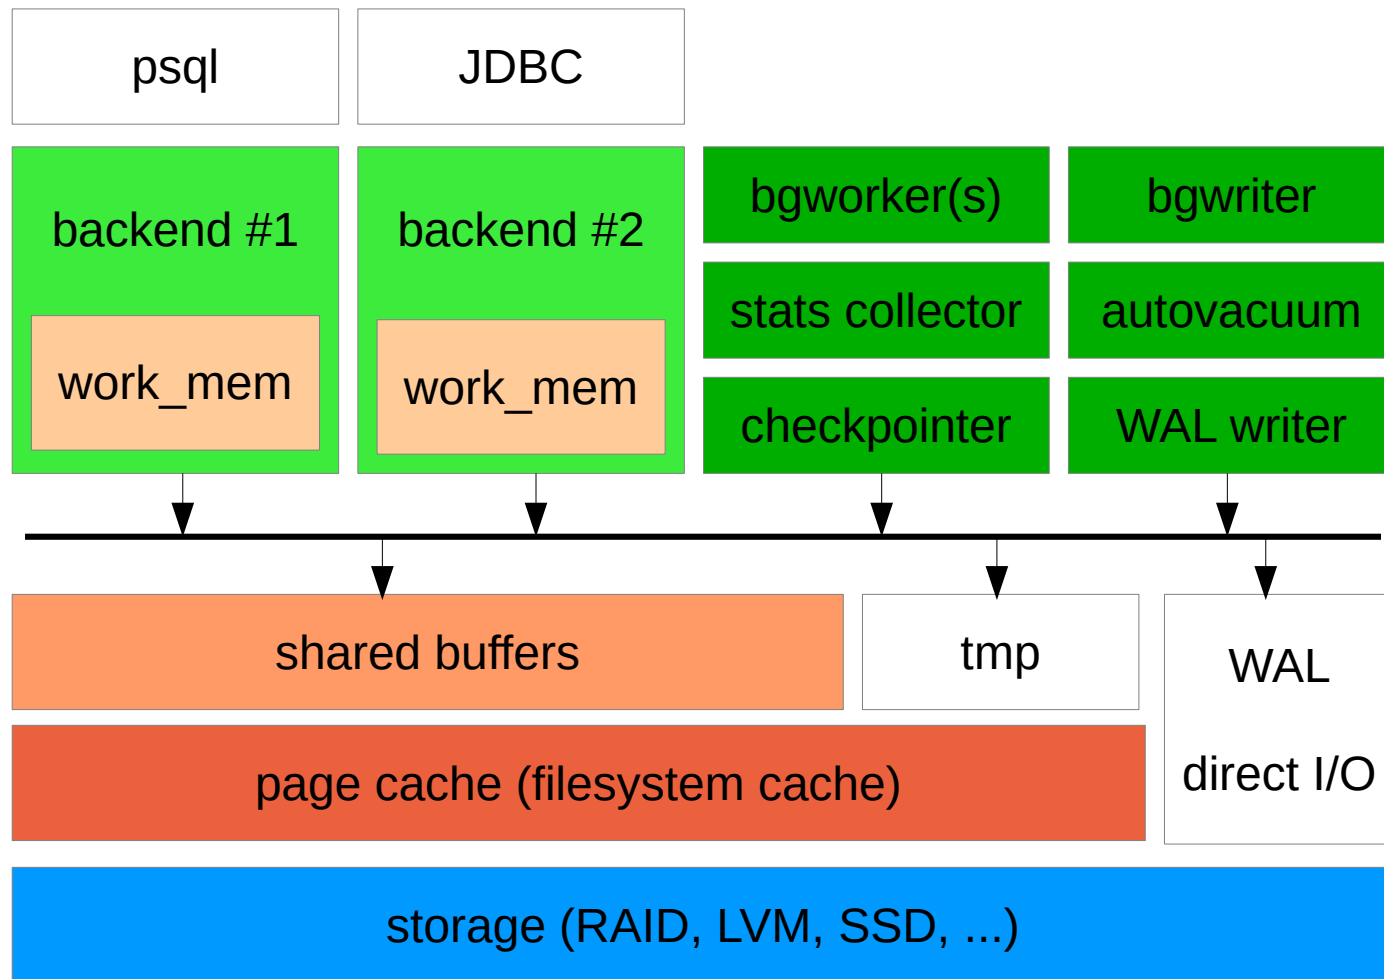 psql
JDBC
backend #1
backend #2
bgworker(s)
bgwriter
stats collector
autovacuum
work_mem
work_mem
checkpointer
WAL writer
shared buffers
tmp
WAL
direct I/O
page cache (filesystem cache)
storage (RAID, LVM, SSD, ...)